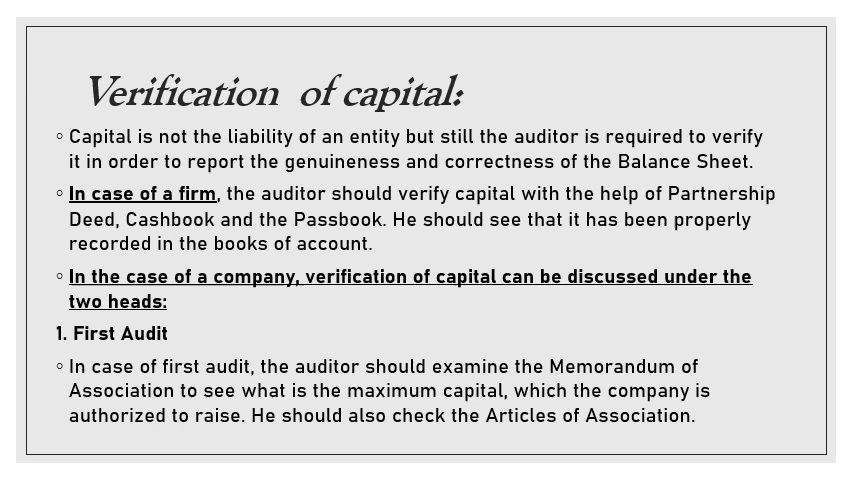 Verification of capital:
◦ Capital is not the liability of an entity but still the auditor is required to verify
it in order to report the genuineness and correctness of the Balance Sheet.
◦ In case of a firm, the auditor should verify capital with the help of Partnership
Deed, Cashbook and the Passbook. He should see that it has been properly
recorded in the books of account.
◦ In the case of a company, verification of capital can be discussed under the
two heads:
1. First Audit
◦ In case of first audit, the auditor should examine the Memorandum of
Association to see what is the maximum capital, which the company is
authorized to raise. He should also check the Articles of Association.